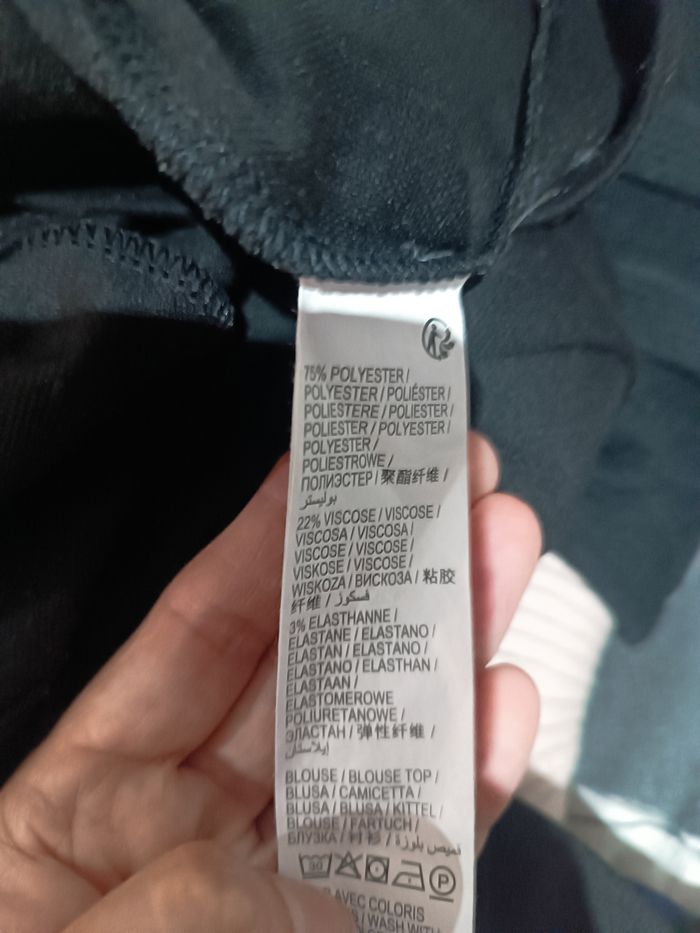 75% POLYESTER /
POLYESTER / POLIÉSTER /
POLIESTERE / POLIESTER /
POLIESTER / POLYESTER /
POLYESTER /
POLIESTROWE /
ПОЛИЭСТЕР / 聚酯纤维 /
بوليستر
22% VISCOSE / VISCOSE /
VISCOSA / VISCOSA /
VISCOSE / VISCOSE /
VISKOSE / VISCOSE /
WISKOZA / ВИСКОЗА / 粘胶
纤维 / فسكوز /
3% ELASTHANNE /
ELASTANE / ELASTANO /
ELASTAN / ELASTANO /
ELASTANO / ELASTHAN /
ELASTAAN /
ELASTOMEROWE
POLIURETANOWE /
ЭЛАСТАН / 弹性纤维 /
إيلاستان
BLOUSE / BLOUSE TOP /
BLUSA / CAMICETTA /
BLUSA / BLUSA / KITTEL /
BLOUSE / FARTUCH /
БЛУЗКА / 衬衫 / قميص بلوزة /
30 P
AVEC COLORIS
WASH WITH